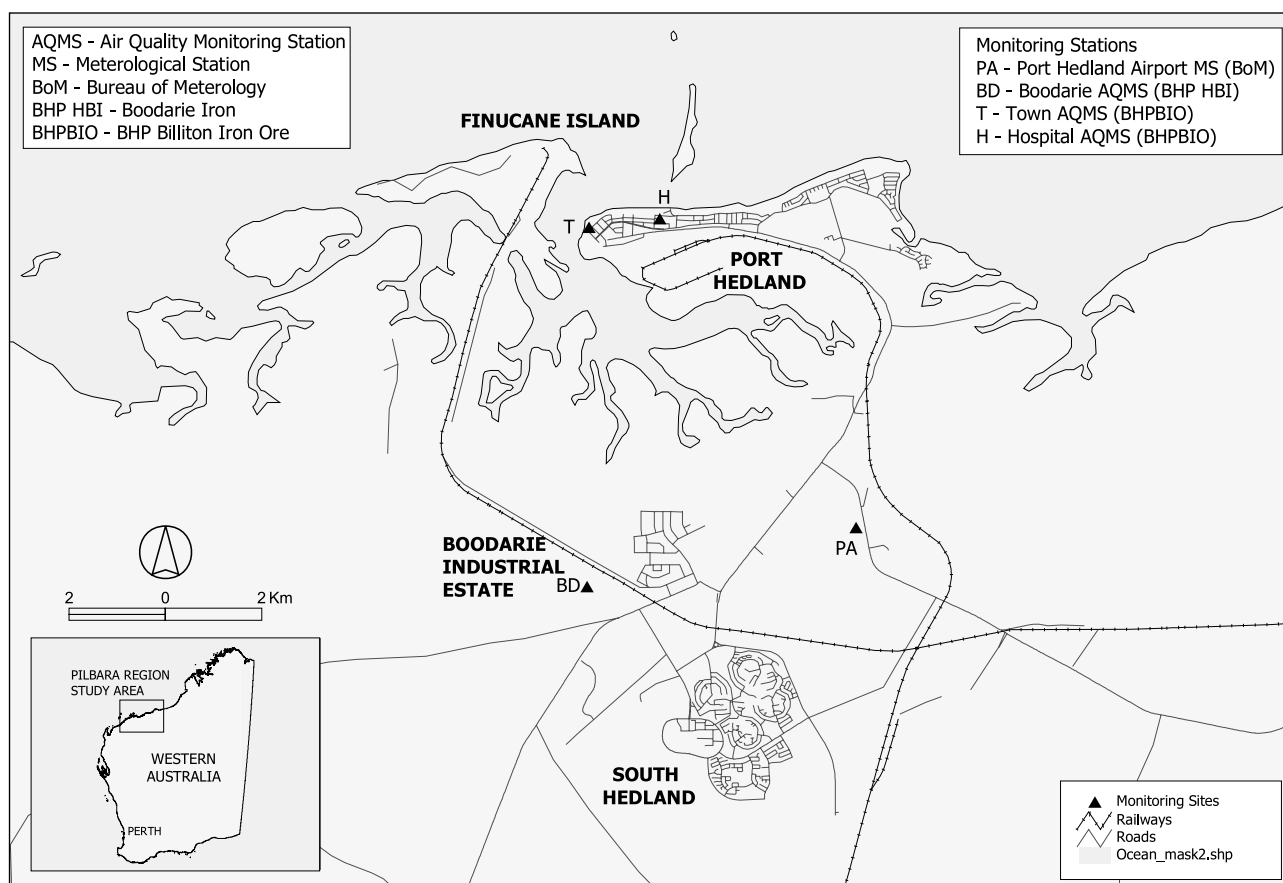 AQMS - Air Quality Monitoring Station
MS - Meterological Station
BoM - Bureau of Meterology
BHP HBI - Boodarie Iron
BHPBIO - BHP Billiton Iron Ore
Monitoring Stations
PA - Port Hedland Airport MS (BoM)
BD - Boodarie AQMS (BHP HBI)
T - Town AQMS (BHPBIO)
H - Hospital AQMS (BHPBIO)
FINUCANE ISLAND
H
T
PORT
HEDLAND
PA
BOODARIE
INDUSTRIAL
ESTATE
BD
2 0 2 Km
PILBARA REGION
STUDY AREA
WESTERN
AUSTRALIA
PERTH
SOUTH
HEDLAND
Monitoring Sites
Railways
Roads
Ocean_mask2.shp